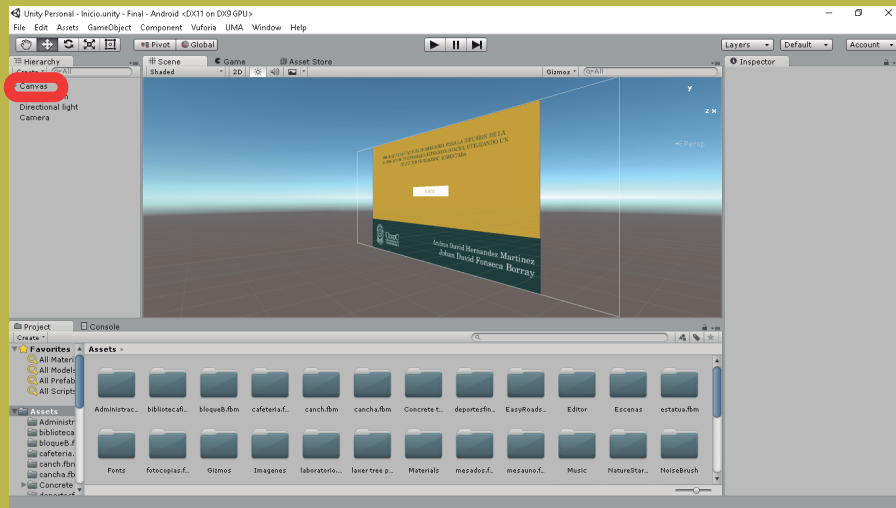 Unity Personal - Inicio.unity - Final - Android <DX11 on DX9 GPU>
File Edit Assets GameObject Component Vuforia UMA Window Help
Pivot Global Layers Default Account
Hierarchy Scene Game Asset Store Inspector
Create All Shaded 2D Gizmos All
Canvas
Directional light
Camera
y
z x
Persp
UDEC
Andres David Hernandez Martinez
Johan David Fonseca Borray
Project Console
Create
Favorites Assets
All Materi
All Models
All Prefab
All Scripts
Administrac... bibliotecafi... bloqueB.fbm cafeteria.f... canch.fbm cancha.fbm Concrete t... deportesfin... EasyRoads... Editor Escenas estatua.fbm
Assets
Administr
biblioteca
bloqueB.f
cafeteria.
canch.fbn
cancha.fb
Concrete
deportesf
Fonts fotocopias.f... Gizmos Imagenes laboratorio.... laxer tree p... Materials mesados.f... mesauno.f... Music NatureStar... NoiseBrush